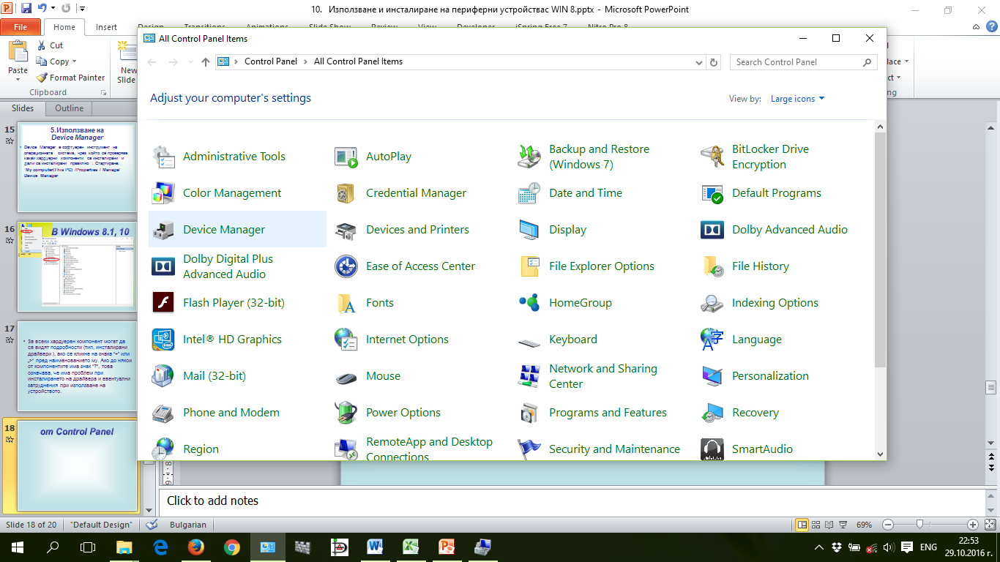 10. Използване и инсталиране на периферни устройствас WIN 8.pptx - Microsoft PowerPoint
File Home Insert Design Transitions Animations Slide Show Review View Developer iSpring Free 7 Nitro Pro 8
Paste
Cut
Copy
Format Painter
Clipboard
New
Slide
All Control Panel Items
Control Panel All Control Panel Items
Search Control Panel
Adjust your computer's settings
View by: Large icons
Administrative Tools
AutoPlay
Backup and Restore
(Windows 7)
BitLocker Drive
Encryption
Color Management
Credential Manager
Date and Time
Default Programs
Device Manager
Devices and Printers
Display
Dolby Advanced Audio
Dolby Digital Plus
Advanced Audio
Ease of Access Center
File Explorer Options
File History
Flash Player (32-bit)
Fonts
HomeGroup
Indexing Options
Intel® HD Graphics
Internet Options
Keyboard
Language
Mail (32-bit)
Mouse
Network and Sharing
Center
Personalization
Phone and Modem
Power Options
Programs and Features
Recovery
Region
RemoteApp and Desktop
Connections
Security and Maintenance
SmartAudio
Slides Outline
15
5.Използване на
Device Manager
Device Manager е софтуерен инструмент на
операционната система, чрез който се проверява
какви хардуерни компоненти са инсталирани и
дали са инсталирани правилно . Стартиране:
My computer(This PC) /Properties / Manage/
Device Manager
16
В Windows 8.1, 10
17
За всеки хардуерен компонент могат да
се видят подробности (тип, инсталирани
драйвери ), ако се кликне на знака “+” или
„>“ пред наименованието му. Ако до някои
от компонентите има знак “?”, това
означава, че има проблем при
инсталирането на драйвера и евентуални
затруднения при използване на
устройството.
18
от Control Panel
Click to add notes
Slide 18 of 20 "Default Design" Bulgarian 69%
ENG
22:53
29.10.2016 г.